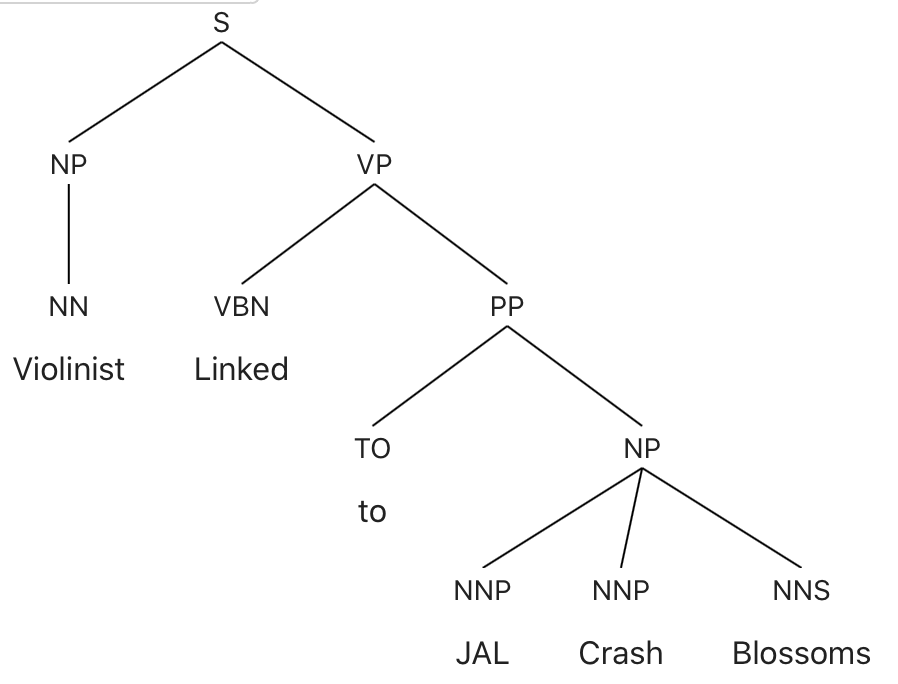 S
NP VP
NN VBN PP
Violinist Linked
TO NP
to
NNP NNP NNS
JAL Crash Blossoms